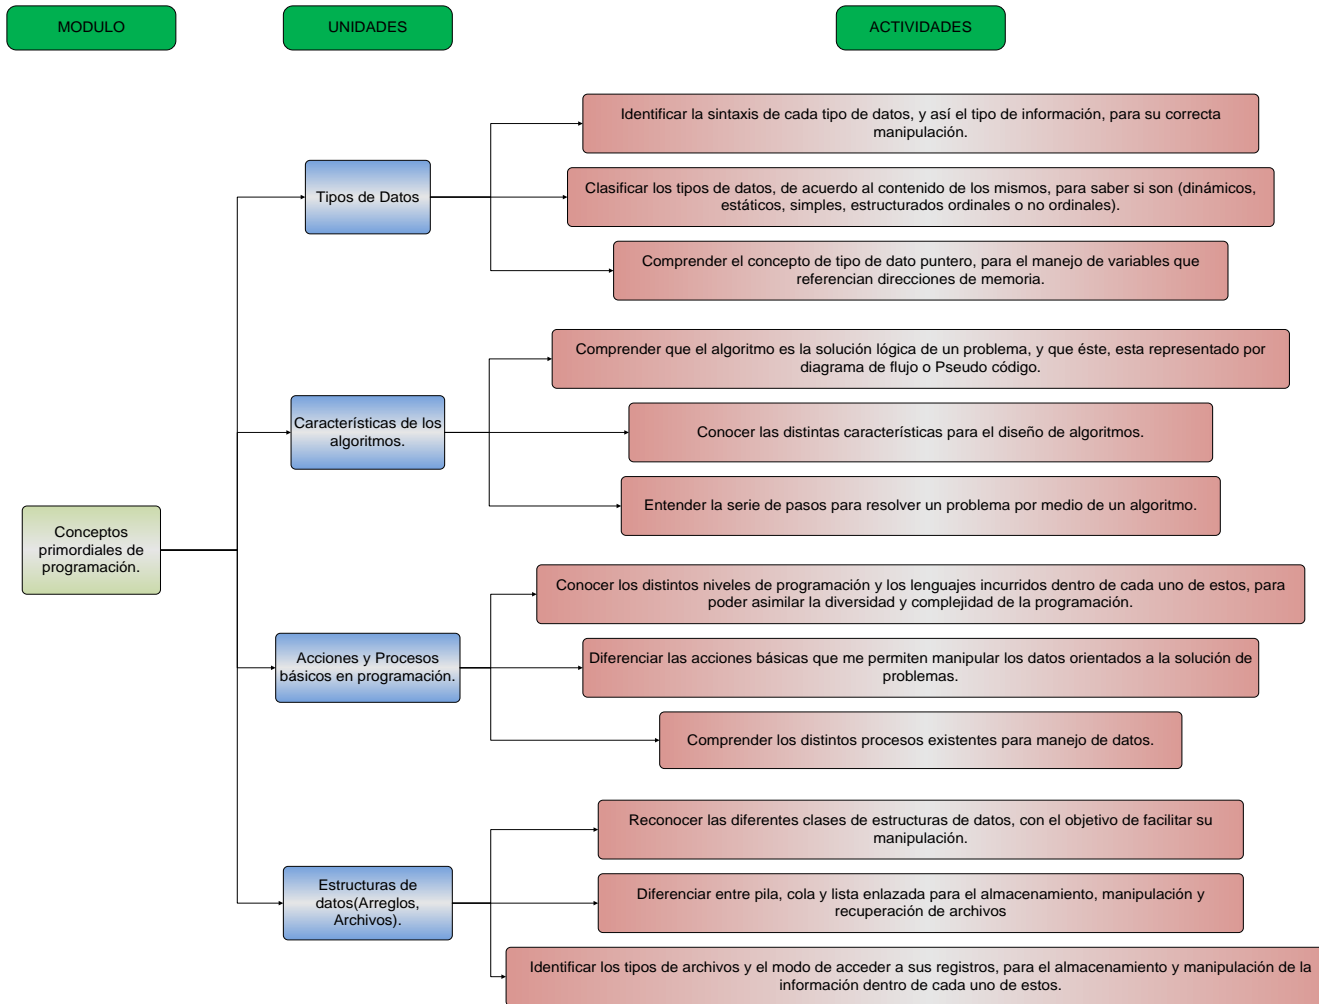 MODULO
UNIDADES
ACTIVIDADES
Conceptos
primordiales de
programación.
Tipos de Datos
Identificar la sintaxis de cada tipo de datos, y así el tipo de información, para su correcta
manipulación.
Clasificar los tipos de datos, de acuerdo al contenido de los mismos, para saber si son (dinámicos,
estáticos, simples, estructurados ordinales o no ordinales).
Comprender el concepto de tipo de dato puntero, para el manejo de variables que
referencian direcciones de memoria.
Características de los
algoritmos.
Comprender que el algoritmo es la solución lógica de un problema, y que éste, esta representado por
diagrama de flujo o Pseudo código.
Conocer las distintas características para el diseño de algoritmos.
Entender la serie de pasos para resolver un problema por medio de un algoritmo.
Acciones y Procesos
básicos en programación.
Conocer los distintos niveles de programación y los lenguajes incurridos dentro de cada uno de estos, para
poder asimilar la diversidad y complejidad de la programación.
Diferenciar las acciones básicas que me permiten manipular los datos orientados a la solución de
problemas.
Comprender los distintos procesos existentes para manejo de datos.
Estructuras de
datos(Arreglos,
Archivos).
Reconocer las diferentes clases de estructuras de datos, con el objetivo de facilitar su
manipulación.
Diferenciar entre pila, cola y lista enlazada para el almacenamiento, manipulación y
recuperación de archivos
Identificar los tipos de archivos y el modo de acceder a sus registros, para el almacenamiento y manipulación de la
información dentro de cada uno de estos.